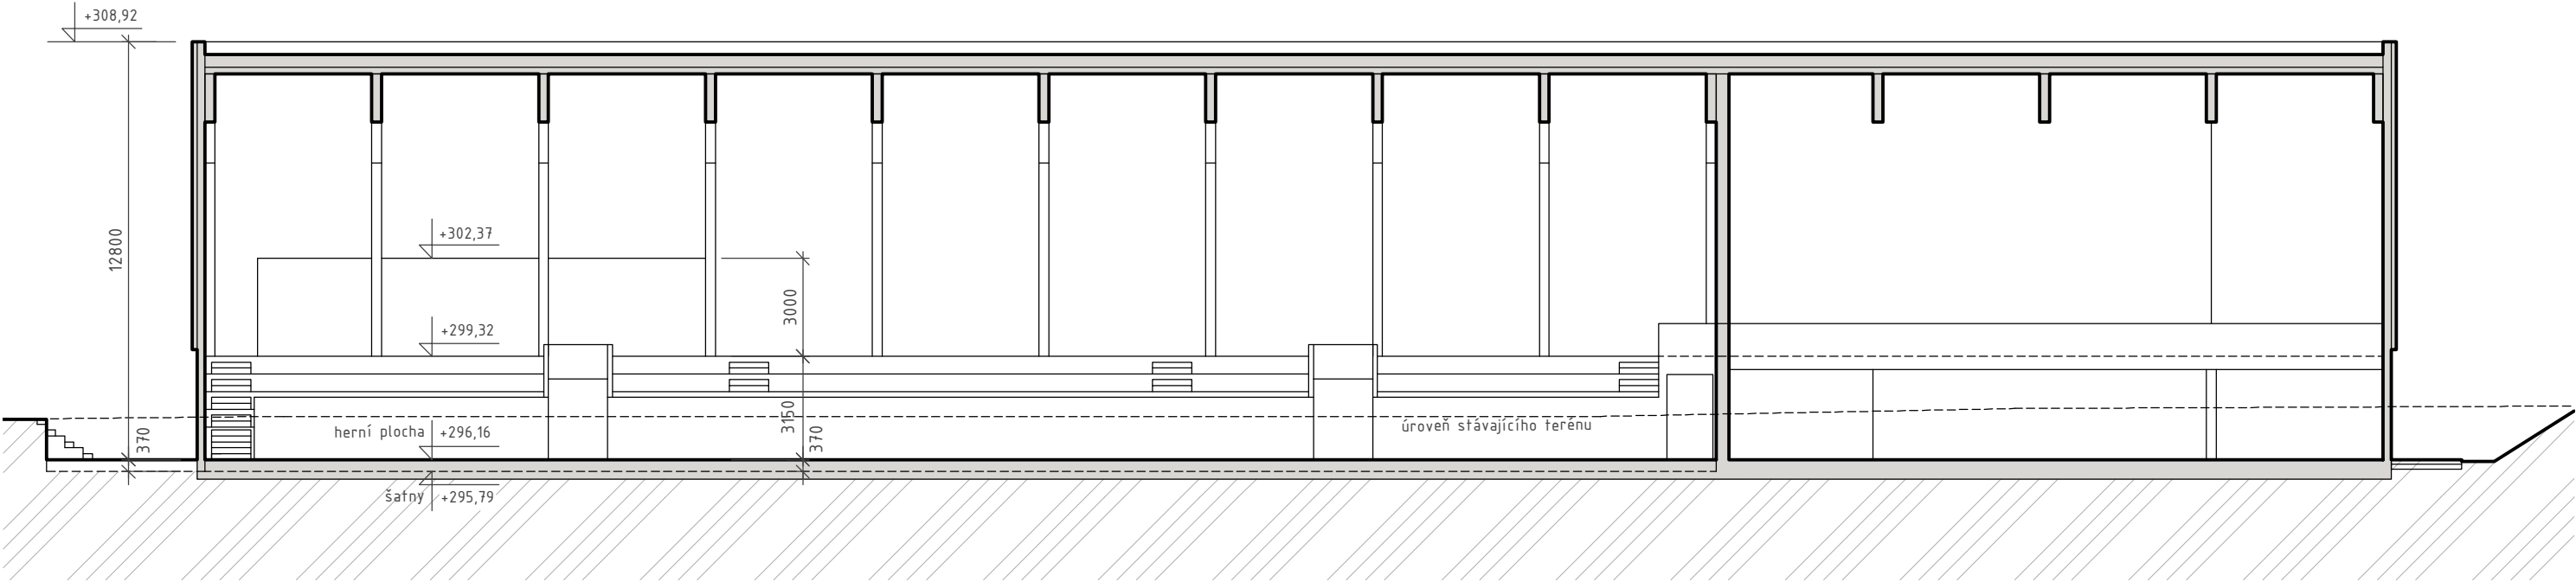 +308,92
12800
+302,37
3000
+299,32
370
herní plocha +296,16
3150
370
úroveň stávajícího terénu
šatny +295,79